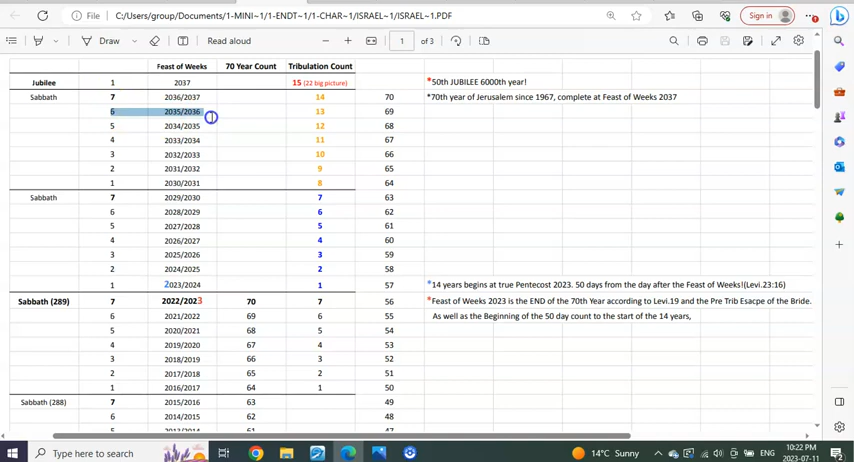 File C:/Users/group/Documents/1-MINI~1/1-ENDT~1/1-CHAR~1/ISRAEL~1/ISRAEL~1.PDF Sign in
Draw Read aloud 1 of 3
Feast of Weeks 70 Year Count Tribulation Count
Jubilee 1 2037 15 (22 big picture) *50th JUBILEE 6000th year!
Sabbath 7 2036/2037 14 70 *70th year of Jerusalem since 1967, complete at Feast of Weeks 2037
6 2035/2036 13 69
5 2034/2035 12 68
4 2033/2034 11 67
3 2032/2033 10 66
2 2031/2032 9 65
1 2030/2031 8 64
Sabbath 7 2029/2030 7 63
6 2028/2029 6 62
5 2027/2028 5 61
4 2026/2027 4 60
3 2025/2026 3 59
2 2024/2025 2 58
1 2023/2024 1 57 *14 years begins at true Pentecost 2023. 50 days from the day after the Feast of Weeks!(Levi.23:16)
Sabbath (289) 7 2022/2023 70 7 56 *Feast of Weeks 2023 is the END of the 70th Year according to Levi.19 and the Pre Trib Esacpe of the Bride.
6 2021/2022 69 6 55 As well as the Beginning of the 50 day count to the start of the 14 years,
5 2020/2021 68 5 54
4 2019/2020 67 4 53
3 2018/2019 66 3 52
2 2017/2018 65 2 51
1 2016/2017 64 1 50
Sabbath (288) 7 2015/2016 63 49
6 2014/2015 62 48
5 2013/2014 61 47
Type here to search 14°C Sunny ENG 10:22 PM
2023-07-11